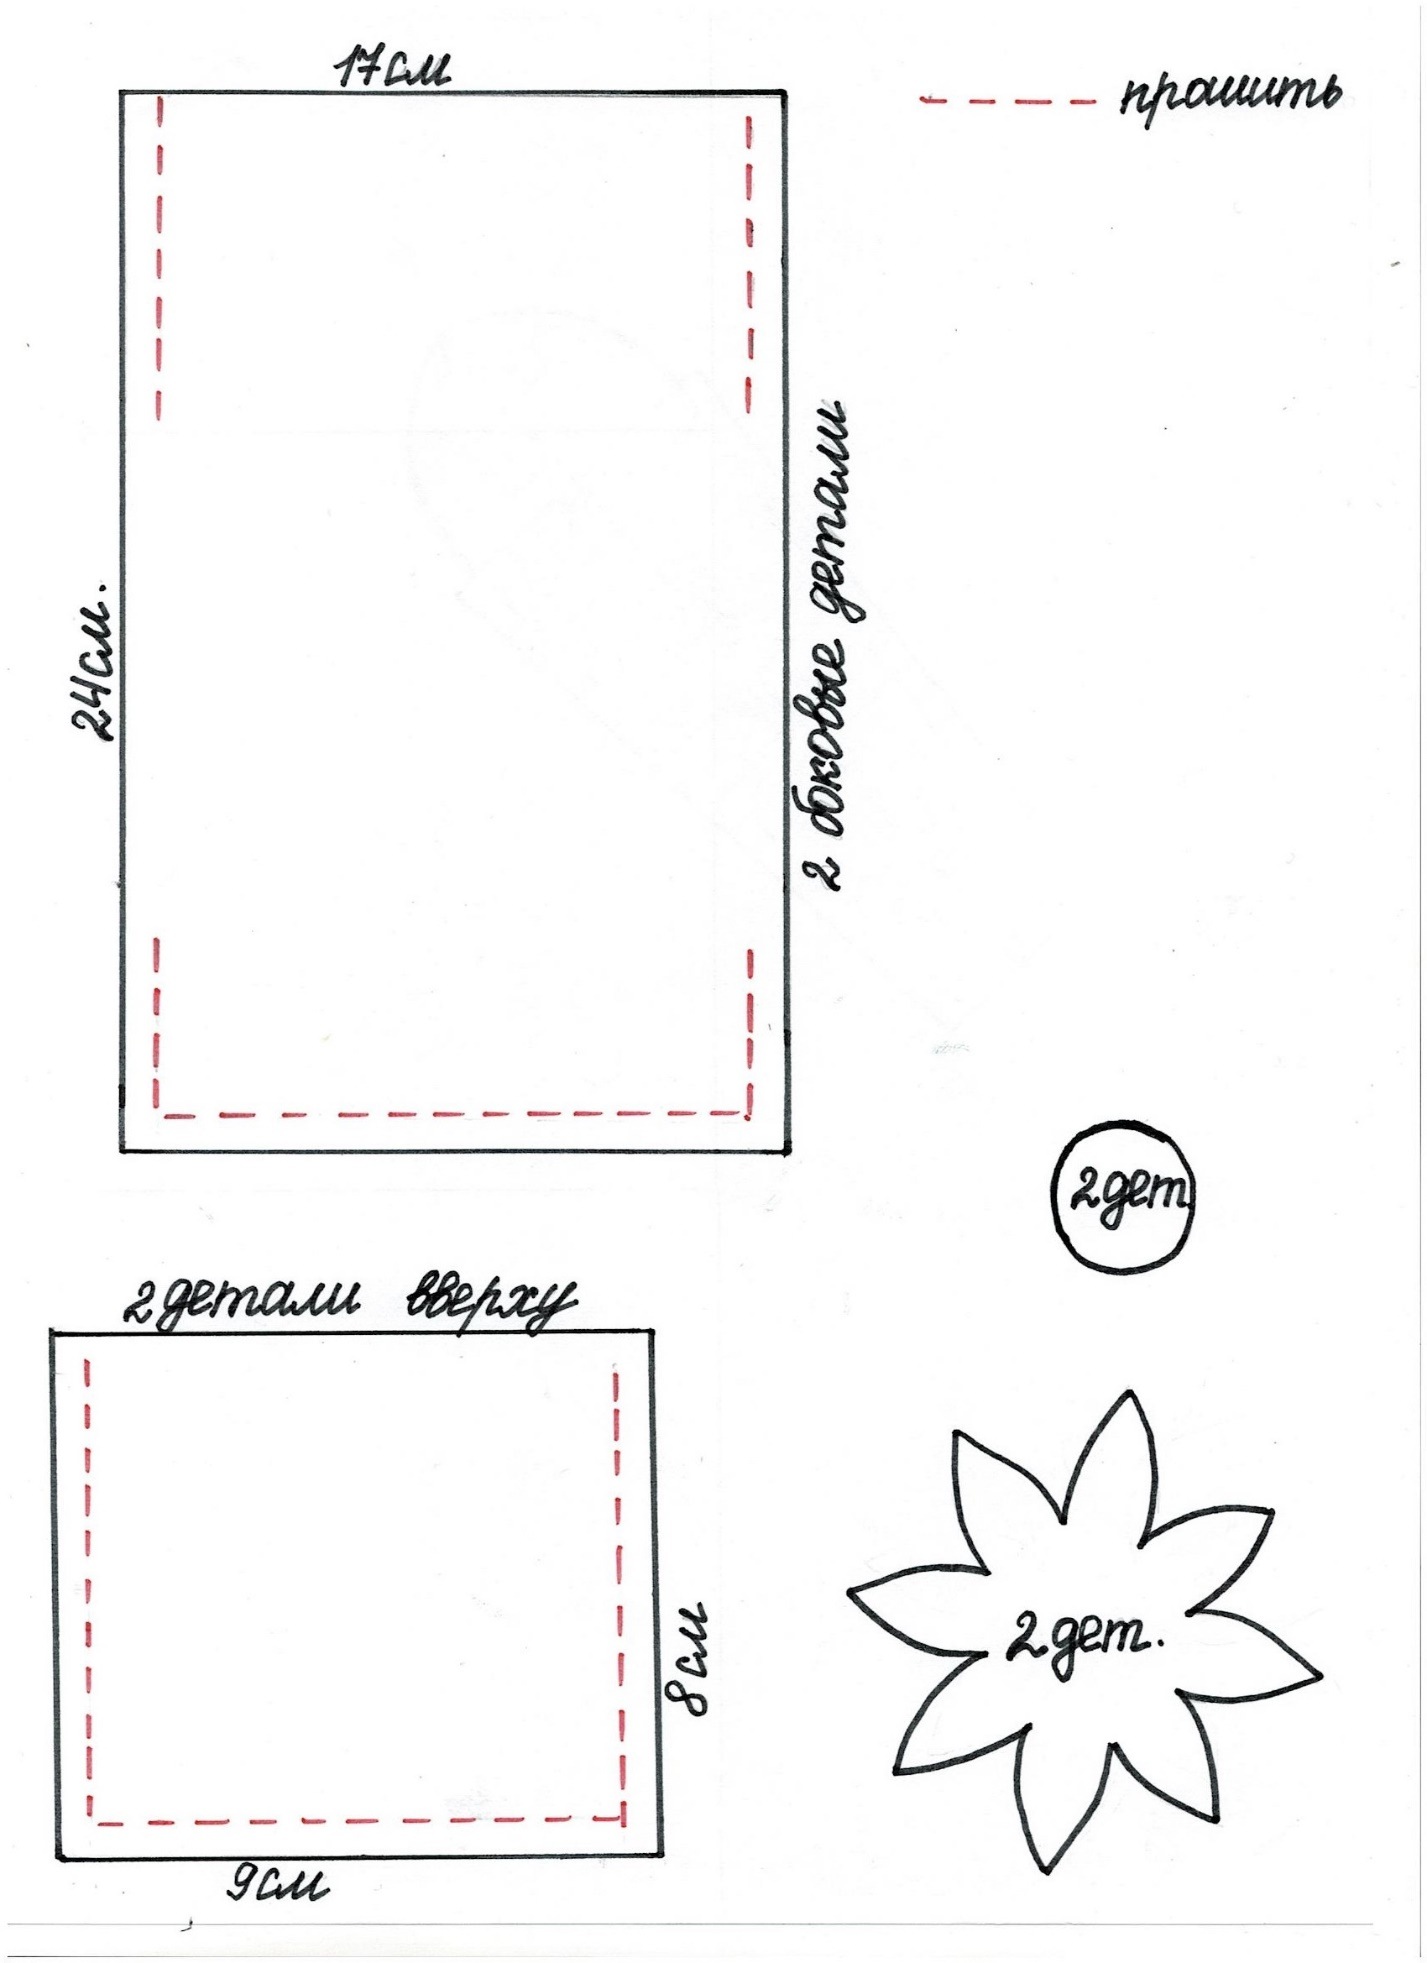 17см
прошить
24см.
2 боковые детали
2дет.
2детали вверху
8см
2дет.
9см